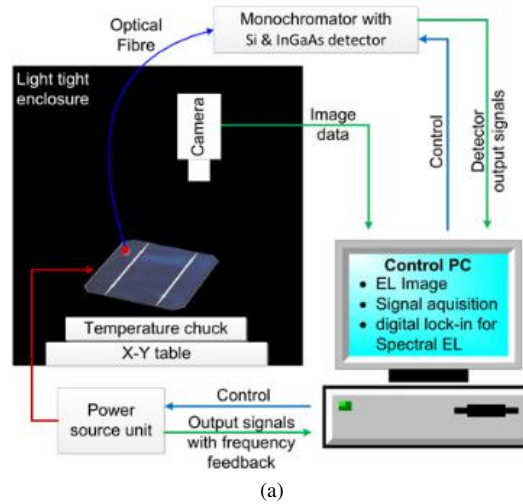 Optical
Fibre
Monochromator with
Si & InGaAs detector
Light tight
enclosure
Camera
Image
data
Control
Detector
output signals
Control PC
• EL Image
• Signal aquisition
• digital lock-in for
Spectral EL
Temperature chuck
X-Y table
Power
source unit
Control
Output signals
with frequency
feedback
(a)